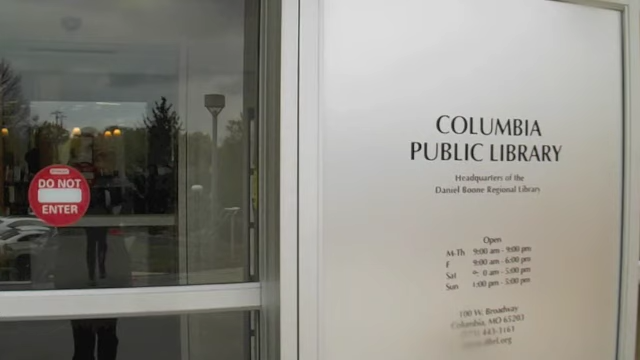 DO NOT
ENTER
COLUMBIA
PUBLIC LIBRARY
Headquarters of the
Daniel Boone Regional Library
Open
M-Th 9:00 am - 9:00 pm
F 9:00 am - 6:00 pm
Sat 0 am - 5:00 pm
Sun 1:00 pm - 5:00 pm
100 W. Broadway
Columbia, MO 65203
443-3161